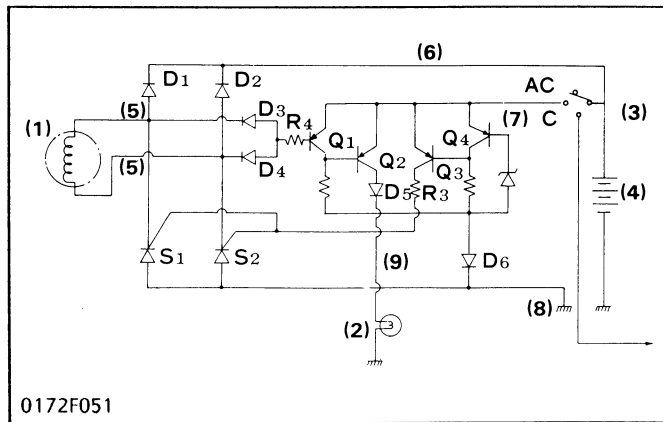 (6)
D1
D2
AC
(1)
(5)
D3
(7)
C
(3)
R4
Q1
Q4
(5)
D4
Q2
Q3
(4)
D5
R3
S1
S2
(9)
D6
(8)
(2)
3
0172F051